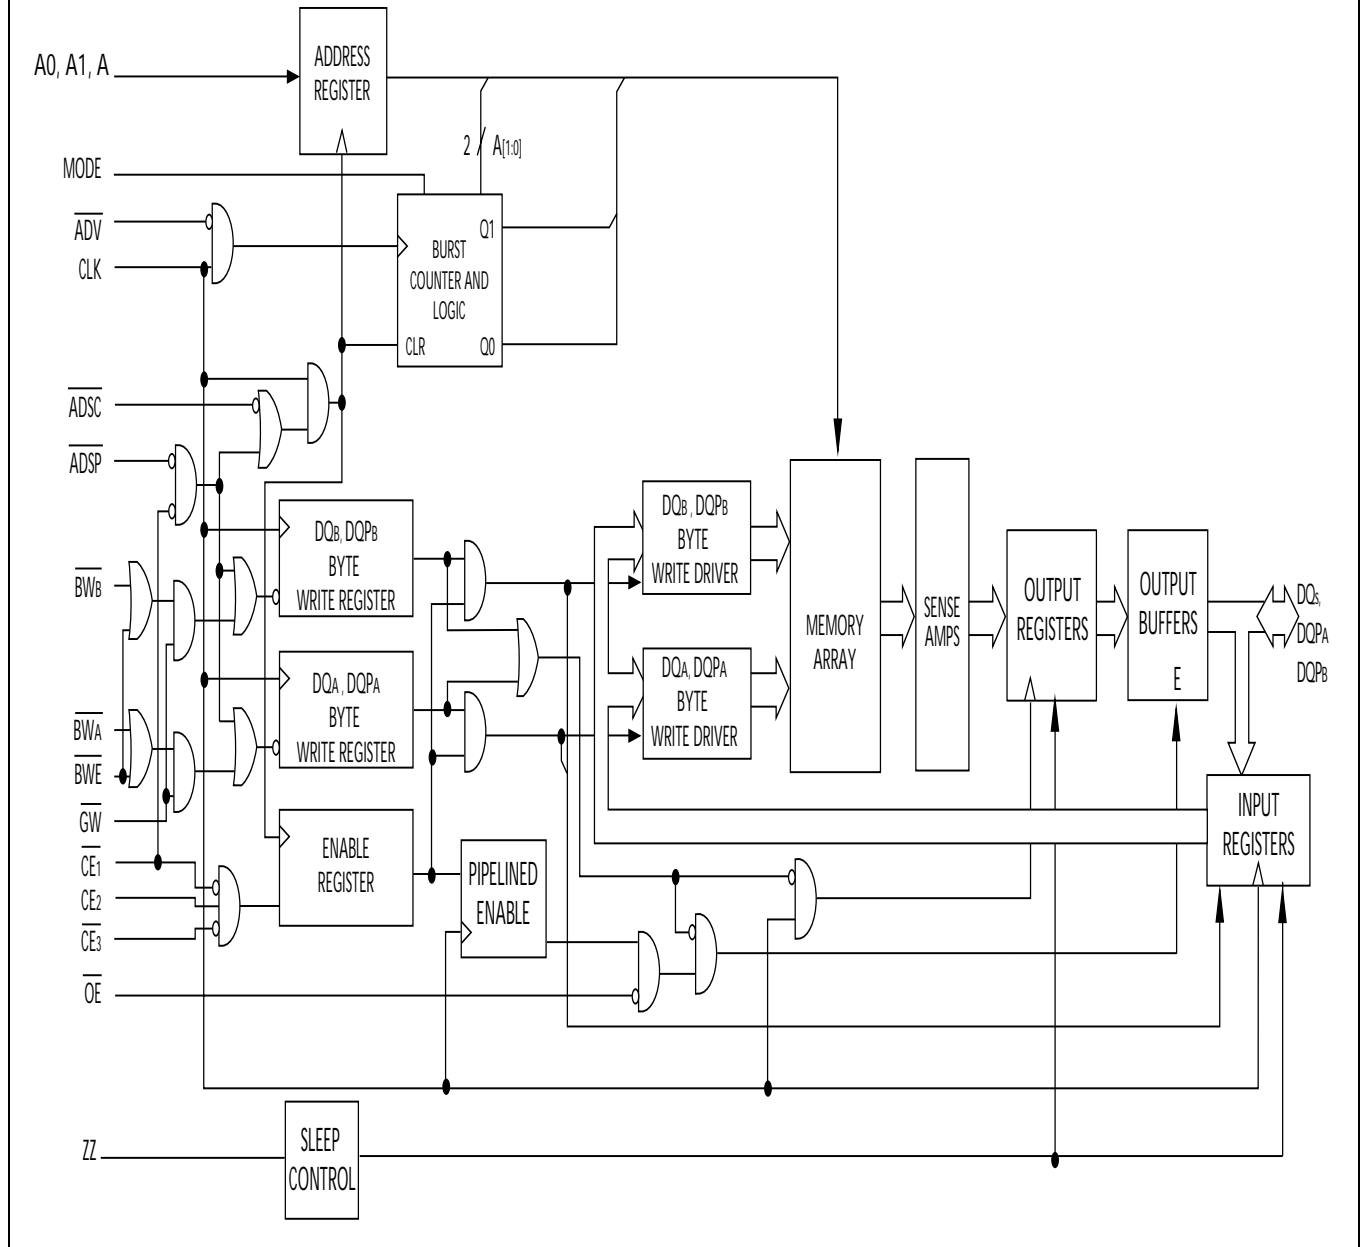 A0, A1, A
ADDRESS
REGISTER
2
A[1:0]
MODE
ADV
CLK
Q1
BURST
COUNTER AND
LOGIC
CLR
Q0
ADSC
ADSP
DQB, DQPB
BYTE
WRITE REGISTER
DQB, DQPB
BYTE
WRITE DRIVER
BWB
MEMORY
ARRAY
SENSE
AMPS
OUTPUT
REGISTERS
OUTPUT
BUFFERS
E
DQs,
DQPA
DQPB
DQA, DQPA
BYTE
WRITE REGISTER
DQA, DQPA
BYTE
WRITE DRIVER
BWA
BWE
GW
CE1
CE2
CE3
ENABLE
REGISTER
PIPELINED
ENABLE
INPUT
REGISTERS
OE
ZZ
SLEEP
CONTROL